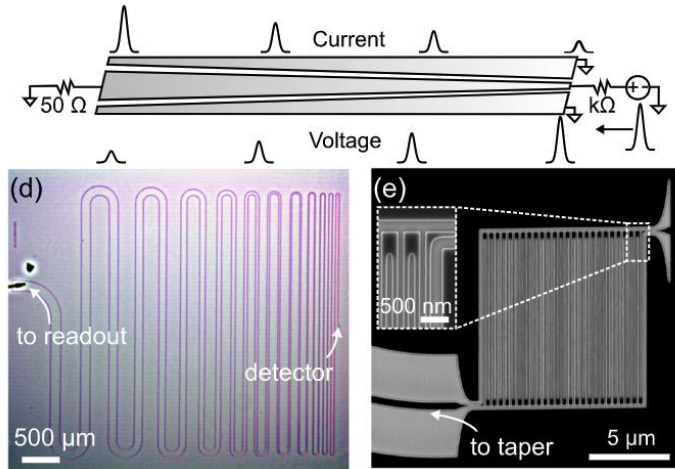 Current
50 Ω
kΩ
Voltage
(d)
to readout
detector
500 µm
(e)
500 nm
to taper
5 µm